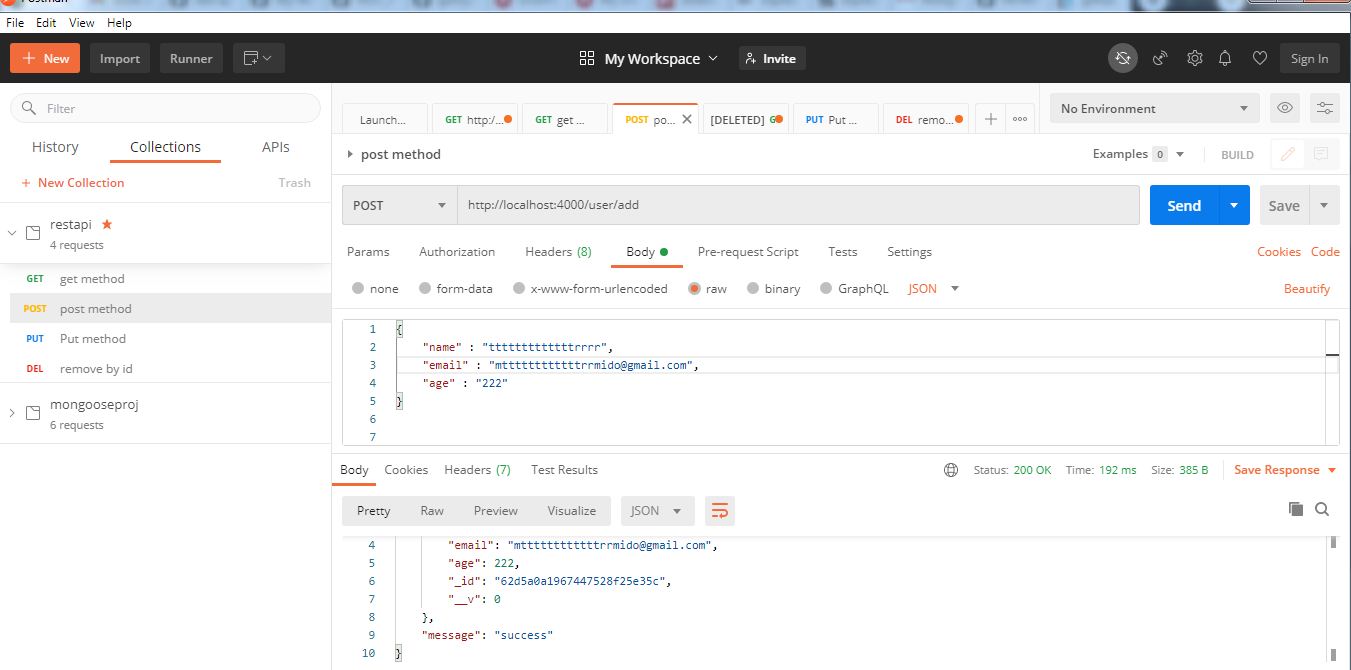 Postman
File Edit View Help
New Import Runner My Workspace Invite Sign In
Filter
History Collections APIs
+ New Collection Trash
restapi
4 requests
GET get method
POST post method
PUT Put method
DEL remove by id
mongooseproj
6 requests
Launch... GET http:/... GET get ... POST po... [DELETED] PUT Put ... DEL remo... No Environment
post method Examples 0 BUILD
POST http://localhost:4000/user/add Send Save
Params Authorization Headers (8) Body Pre-request Script Tests Settings Cookies Code
none form-data x-www-form-urlencoded raw binary GraphQL JSON Beautify
1 {
2 "name" : "tttttttttttttrrrr",
3 "email" : "mtttttttttttttrrmido@gmail.com",
4 "age" : "222"
5 }
6
7
Body Cookies Headers (7) Test Results Status: 200 OK Time: 192 ms Size: 385 B Save Response
Pretty Raw Preview Visualize JSON
4 "email": "mtttttttttttttrrmido@gmail.com",
5 "age": 222,
6 "_id": "62d5a0a1967447528f25e35c",
7 "__v": 0
8 },
9 "message": "success"
10 }